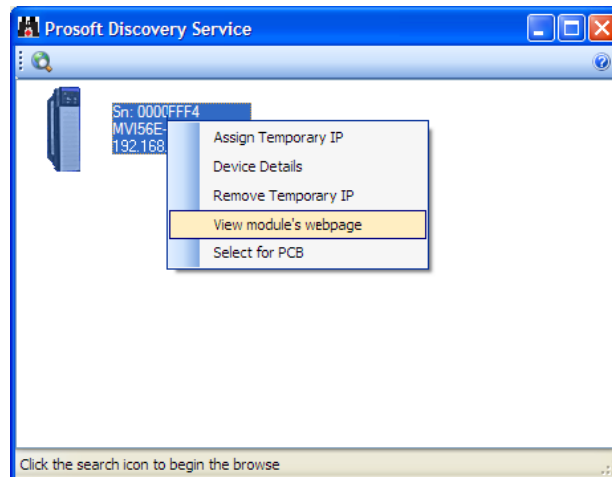 Prosoft Discovery Service
Sn: 0000FFF4
MVI56E-
192.168.
Assign Temporary IP
Device Details
Remove Temporary IP
View module's webpage
Select for PCB
Click the search icon to begin the browse